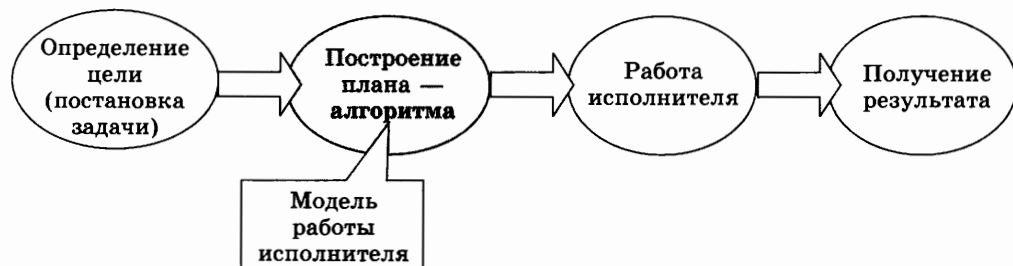 Определение
цели
(постановка
задачи)
Построение
плана —
алгоритма
Работа
исполнителя
Получение
результата
Модель
работы
исполнителя